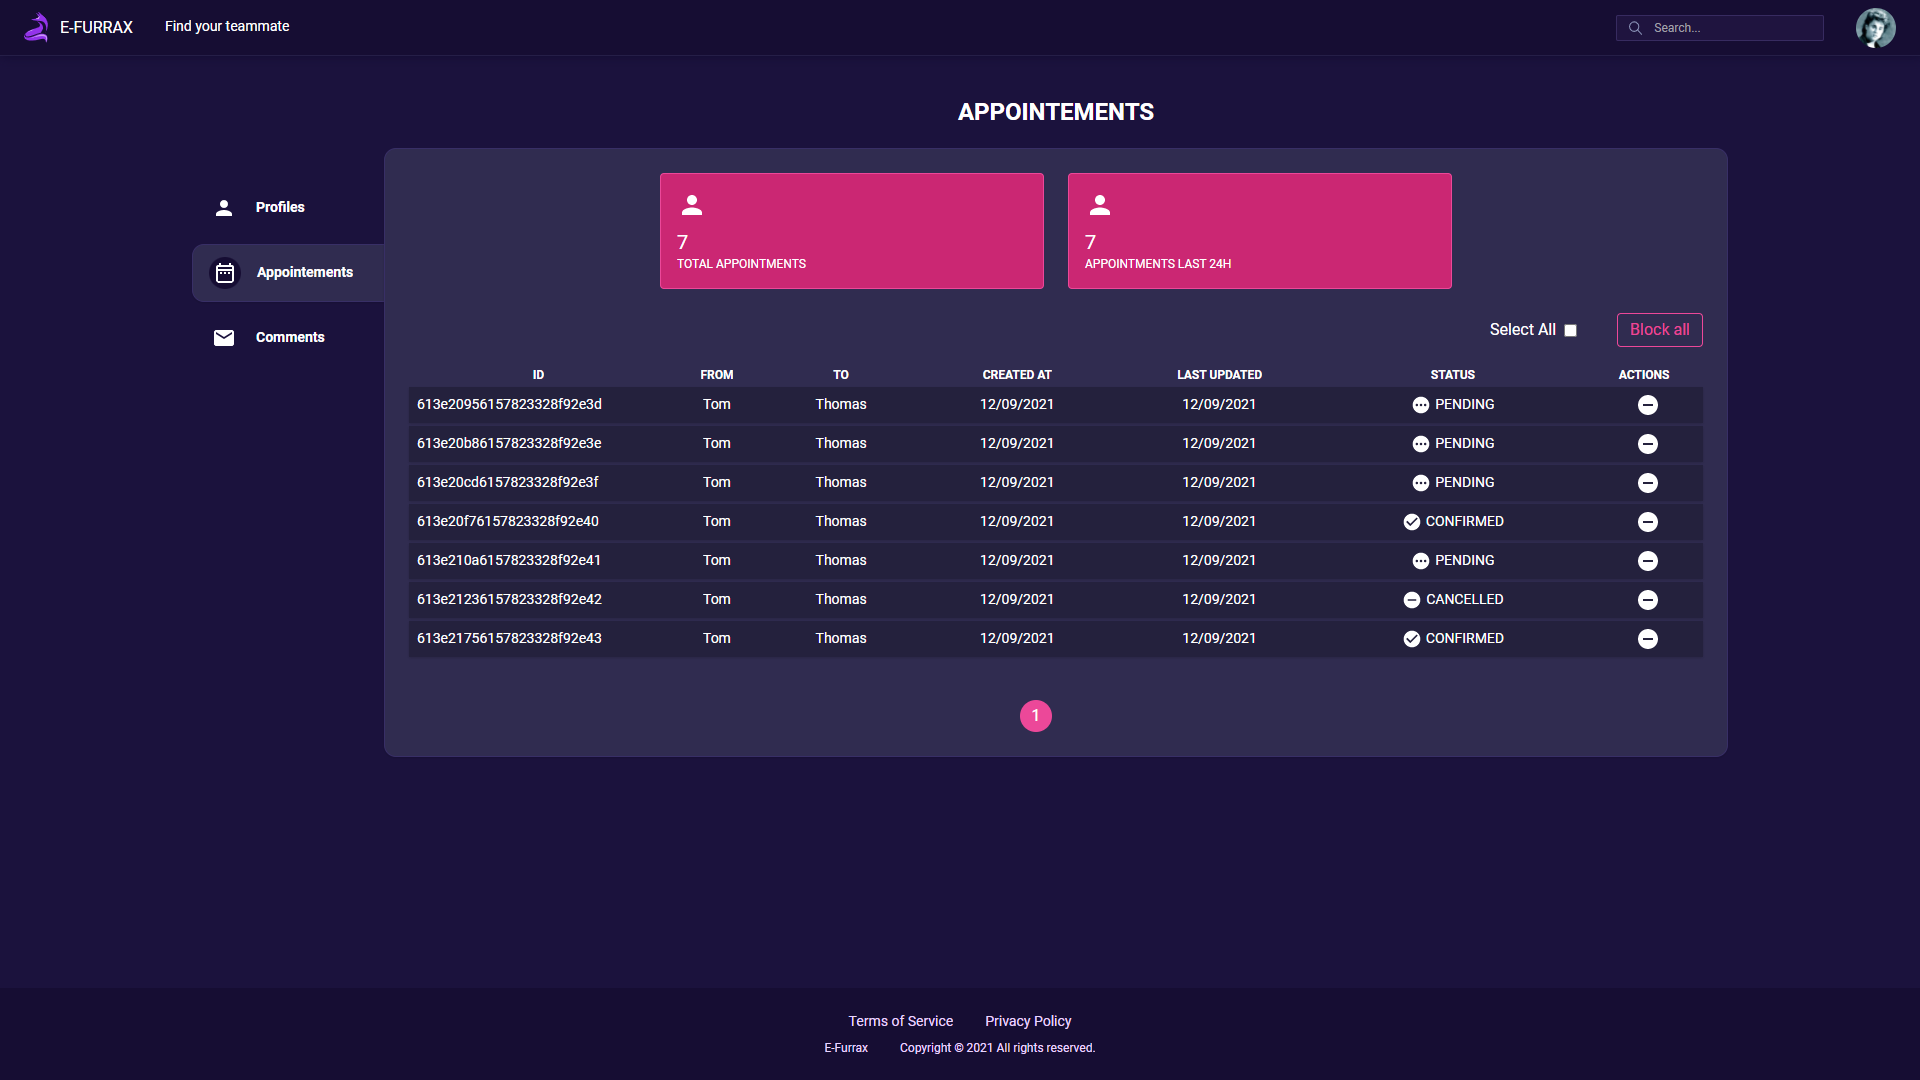 E-FURRAX
Find your teammate
Search...
APPOINTEMENTS
Profiles
Appointements
Comments
7
TOTAL APPOINTMENTS
7
APPOINTMENTS LAST 24H
Select All
Block all
ID FROM TO CREATED AT LAST UPDATED STATUS ACTIONS
613e20956157823328f92e3d Tom Thomas 12/09/2021 12/09/2021 PENDING
613e20b86157823328f92e3e Tom Thomas 12/09/2021 12/09/2021 PENDING
613e20cd6157823328f92e3f Tom Thomas 12/09/2021 12/09/2021 PENDING
613e20f76157823328f92e40 Tom Thomas 12/09/2021 12/09/2021 CONFIRMED
613e210a6157823328f92e41 Tom Thomas 12/09/2021 12/09/2021 PENDING
613e21236157823328f92e42 Tom Thomas 12/09/2021 12/09/2021 CANCELLED
613e21756157823328f92e43 Tom Thomas 12/09/2021 12/09/2021 CONFIRMED
1
Terms of Service Privacy Policy
E-Furrax Copyright © 2021 All rights reserved.